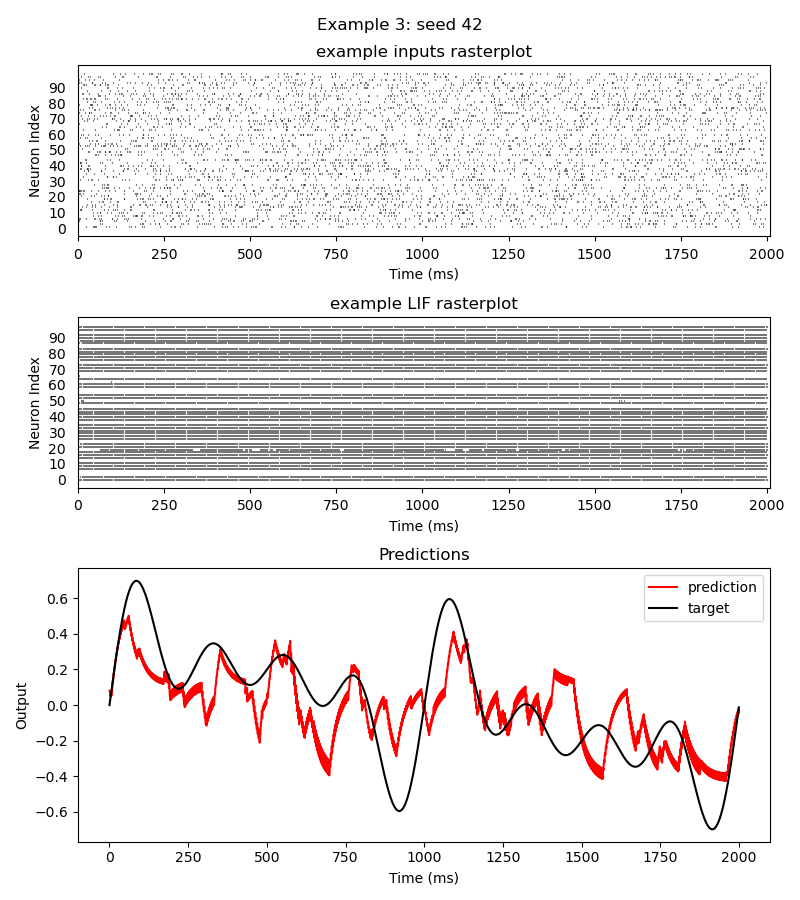 Example 3: seed 42
example inputs rasterplot
Neuron Index
90
80
70
60
50
40
30
20
10
0
0 250 500 750 1000 1250 1500 1750 2000
Time (ms)
example LIF rasterplot
Neuron Index
90
80
70
60
50
40
30
20
10
0
0 250 500 750 1000 1250 1500 1750 2000
Time (ms)
Predictions
prediction
target
Output
0.6
0.4
0.2
0.0
−0.2
−0.4
−0.6
0 250 500 750 1000 1250 1500 1750 2000
Time (ms)